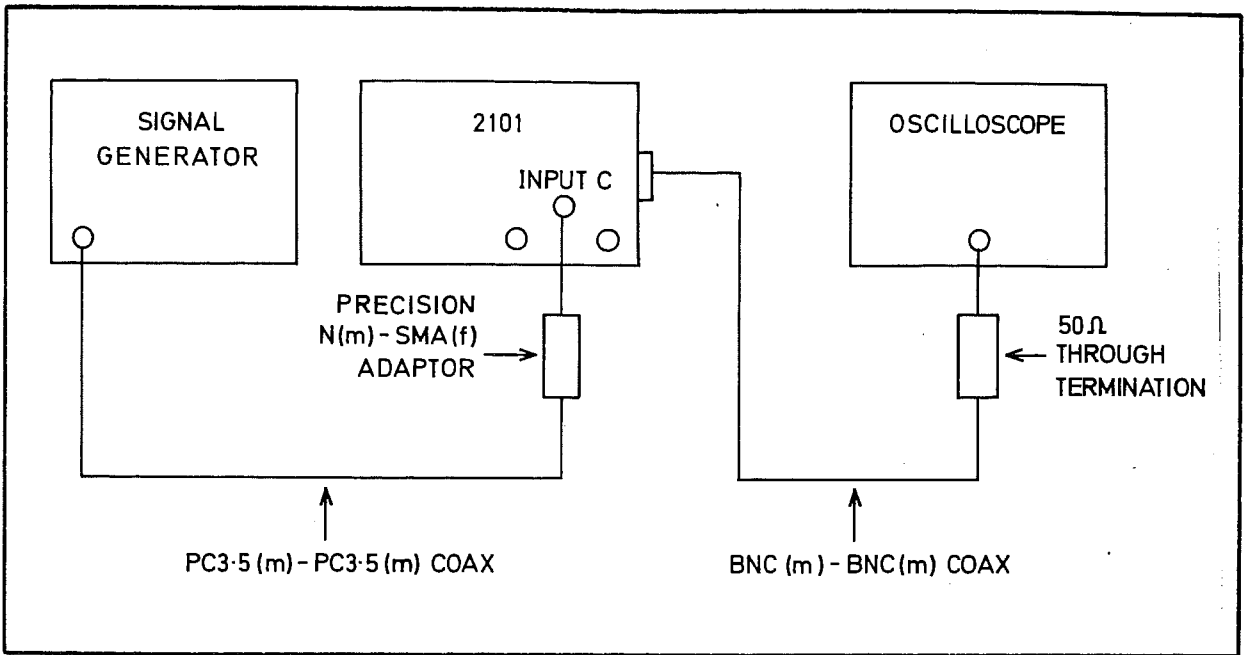 SIGNAL
GENERATOR
2101
INPUT C
OSCILLOSCOPE
PRECISION
N(m)-SMA(f)
ADAPTOR
50Ω
THROUGH
TERMINATION
PC3·5(m)-PC3·5(m) COAX
BNC(m)-BNC(m) COAX